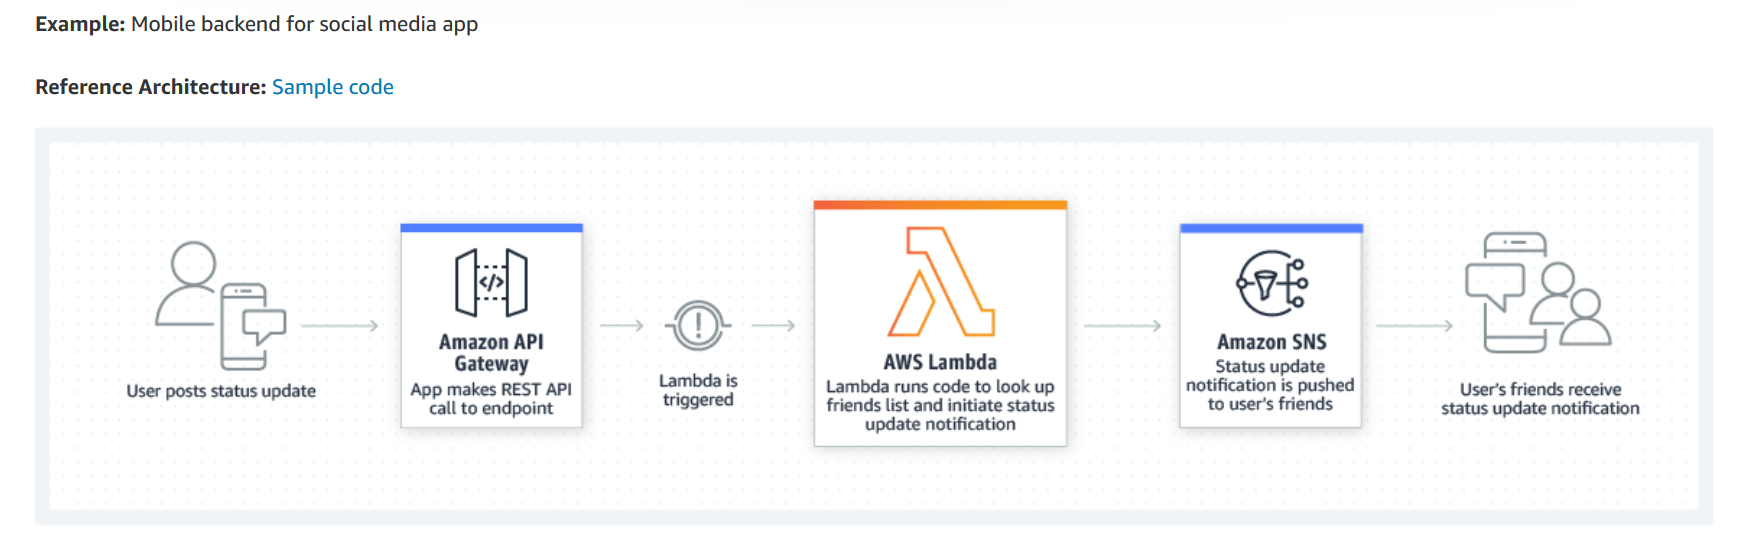 Example: Mobile backend for social media app
Reference Architecture: Sample code
User posts status update
Amazon API
Gateway
App makes REST API
call to endpoint
Lambda is
triggered
AWS Lambda
Lambda runs code to look up
friends list and initiate status
update notification
Amazon SNS
Status update
notification is pushed
to user's friends
User's friends receive
status update notification